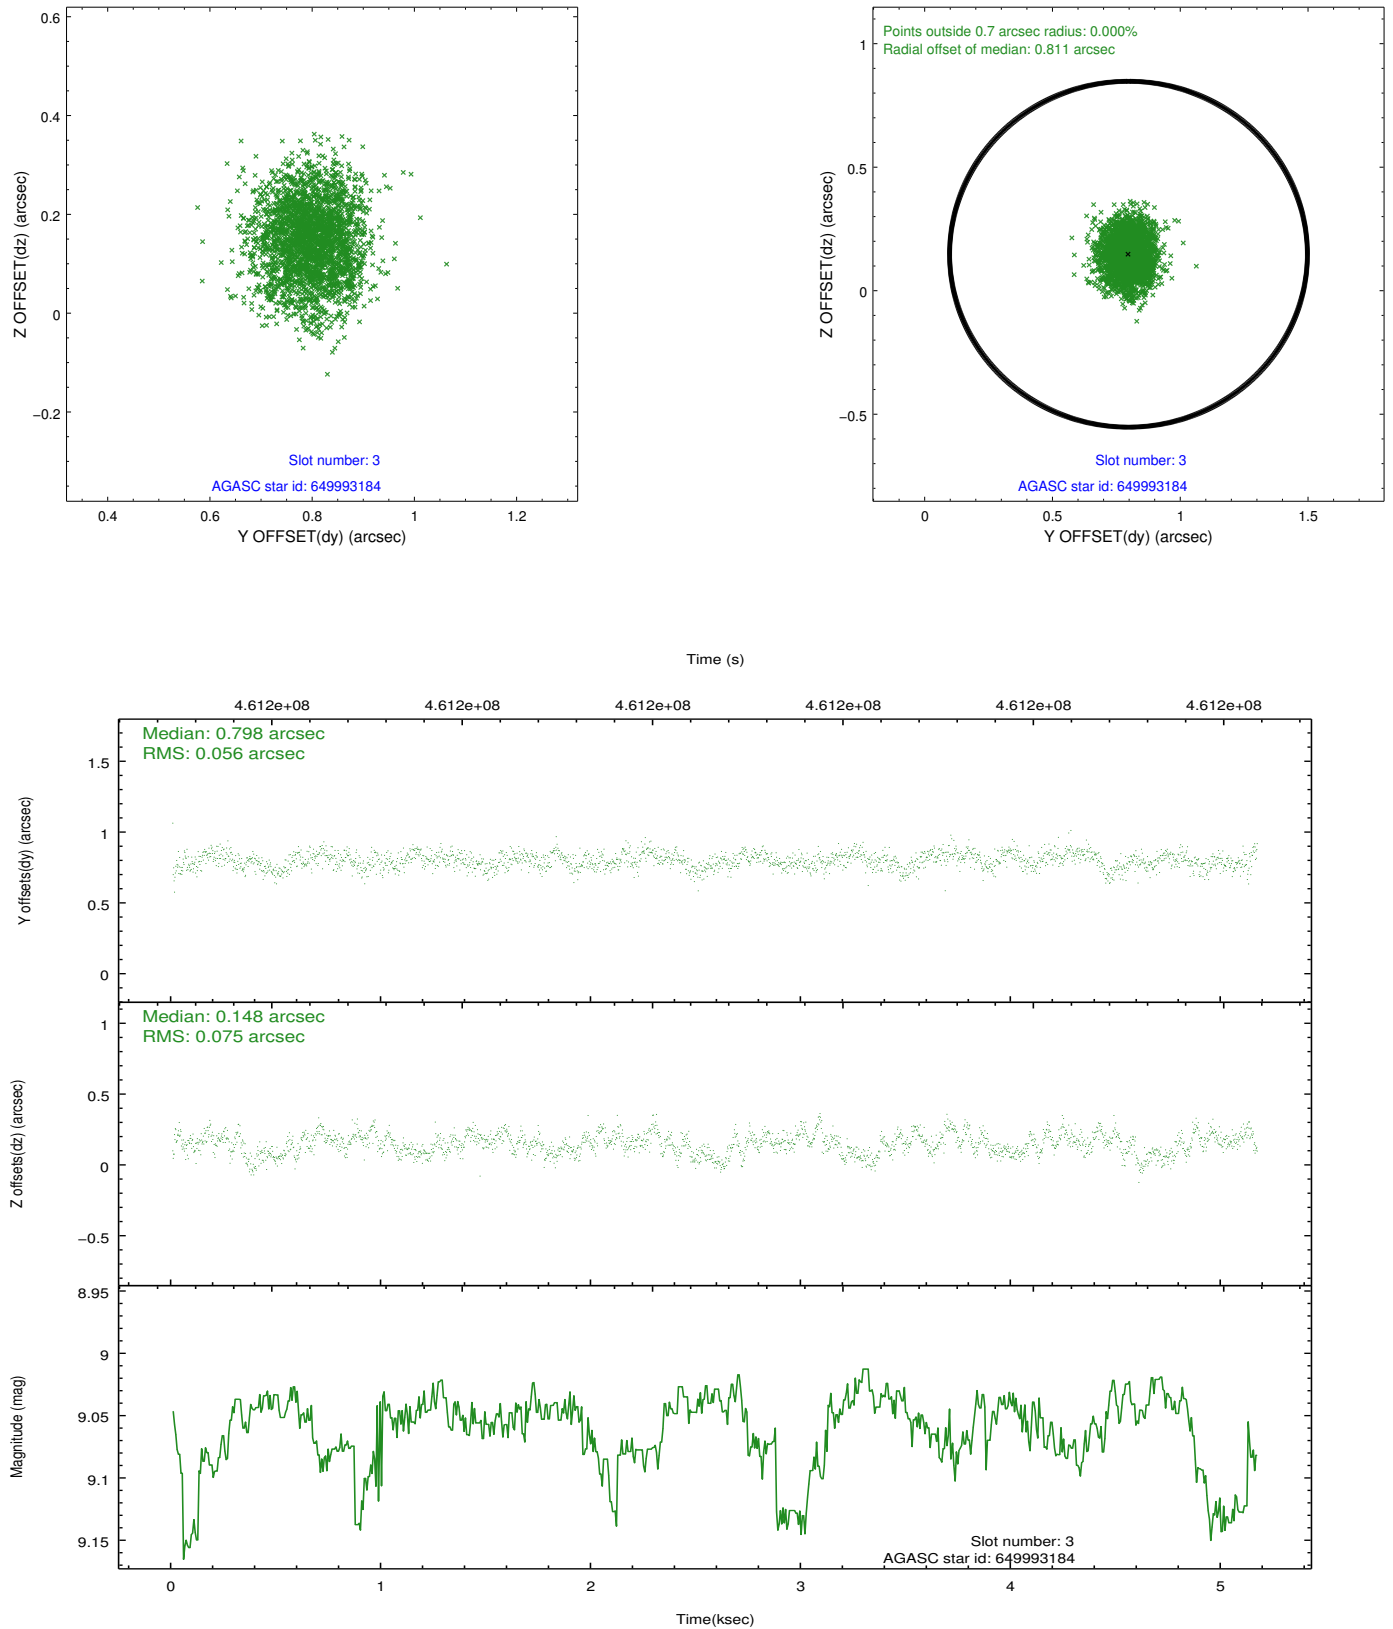 0.6
0.4
0.2
0
−0.2
Z OFFSET(dz) (arcsec)
Slot number: 3
AGASC star id: 649993184
0.4 0.6 0.8 1 1.2
Y OFFSET(dy) (arcsec)
Points outside 0.7 arcsec radius: 0.000%
Radial offset of median: 0.811 arcsec
1
0.5
0
−0.5
Z OFFSET(dz) (arcsec)
Slot number: 3
AGASC star id: 649993184
0 0.5 1 1.5
Y OFFSET(dy) (arcsec)
Time (s)
4.612e+08 4.612e+08 4.612e+08 4.612e+08 4.612e+08 4.612e+08
Median: 0.798 arcsec
RMS: 0.056 arcsec
1.5
1
0.5
0
Y offsets(dy) (arcsec)
Median: 0.148 arcsec
RMS: 0.075 arcsec
1
0.5
0
−0.5
Z offsets(dz) (arcsec)
8.95
9
9.05
9.1
9.15
Magnitude (mag)
Slot number: 3
AGASC star id: 649993184
0 1 2 3 4 5
Time(ksec)